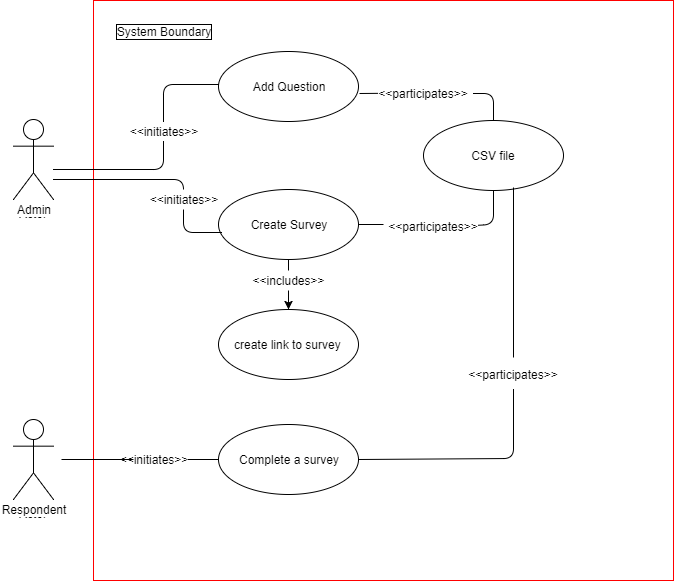 System Boundary
Add Question
<<participates>>
<<initiates>>
CSV file
<<initiates>>
Admin
Create Survey
<<participates>>
<<includes>>
create link to survey
<<participates>>
<<initiates>>
Complete a survey
Respondent